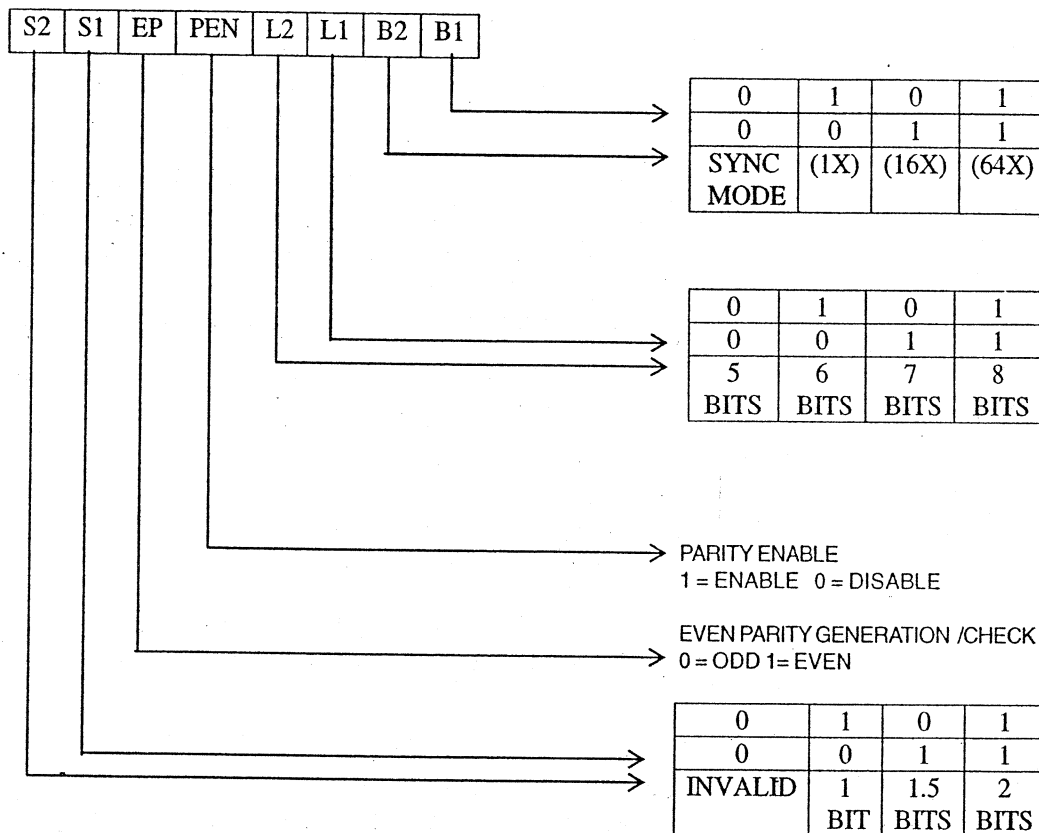 S2 S1 EP PEN L2 L1 B2 B1
0 1 0 1
0 0 1 1
SYNC MODE (1X) (16X) (64X)
0 1 0 1
0 0 1 1
5 BITS 6 BITS 7 BITS 8 BITS
PARITY ENABLE
1 = ENABLE 0 = DISABLE
EVEN PARITY GENERATION /CHECK
0 = ODD 1= EVEN
0 1 0 1
0 0 1 1
INVALID 1 BIT 1.5 BITS 2 BITS